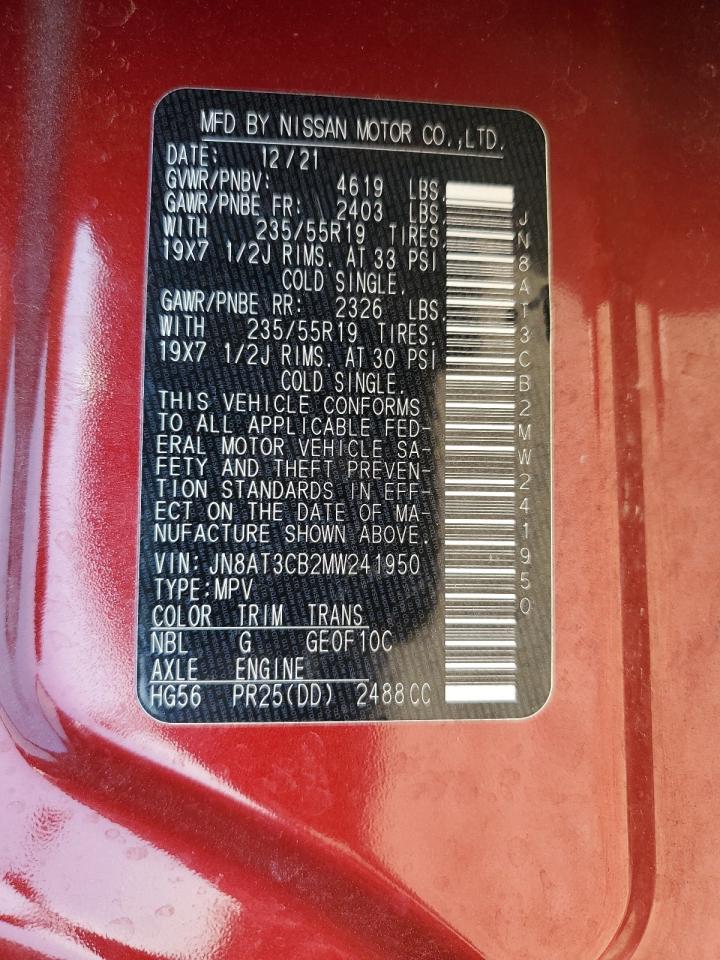 MFD BY NISSAN MOTOR CO.,LTD.
DATE: 12/21
GVWR/PNBV: 4619 LBS.
GAWR/PNBE FR: 2403 LBS.
WITH 235/55R19 TIRES.
19X7 1/2J RIMS. AT 33 PSI
COLD SINGLE.
GAWR/PNBE RR: 2326 LBS.
WITH 235/55R19 TIRES.
19X7 1/2J RIMS. AT 30 PSI
COLD SINGLE.
THIS VEHICLE CONFORMS
TO ALL APPLICABLE FED-
ERAL MOTOR VEHICLE SA-
FETY AND THEFT PREVEN-
TION STANDARDS IN EFF-
ECT ON THE DATE OF MA-
NUFACTURE SHOWN ABOVE.
VIN: JN8AT3CB2MW241950
TYPE:MPV
COLOR TRIM TRANS
NBL G GE0F10C
AXLE ENGINE
HG56 PR25(DD) 2488CC
JN8AT3CB2MW241950